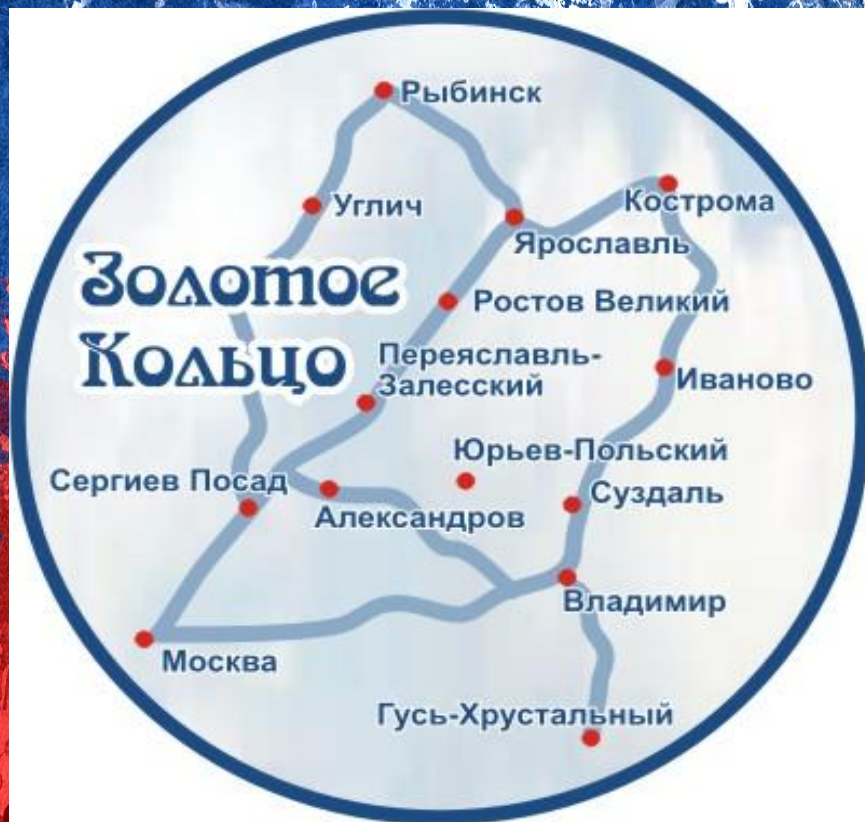 Рыбинск
Углич
Кострома
Ярославль
Золотое
Кольцо
Ростов Великий
Переяславль-
Залесский
Иваново
Юрьев-Польский
Сергиев Посад
Суздаль
Александров
Владимир
Москва
Гусь-Хрустальный